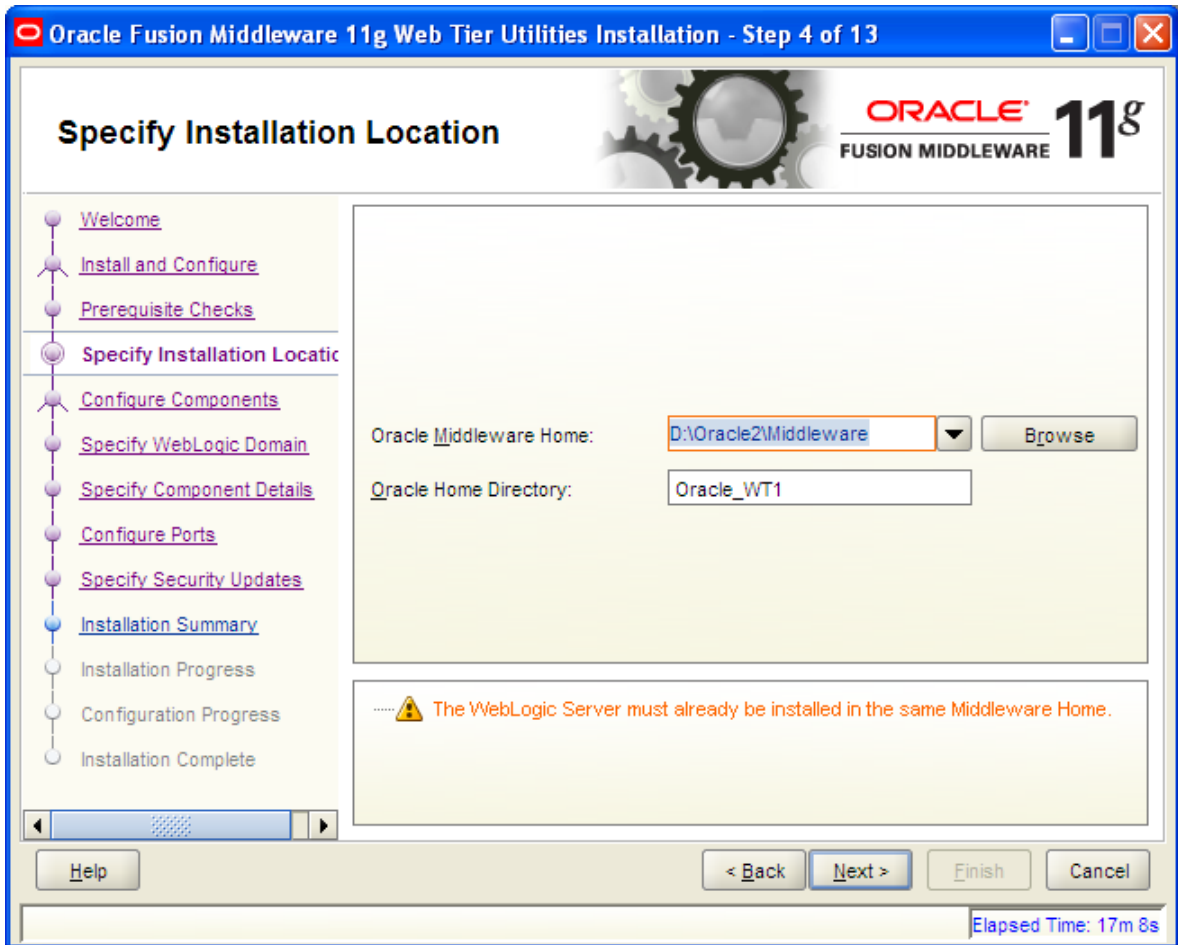 Oracle Fusion Middleware 11g Web Tier Utilities Installation - Step 4 of 13
Specify Installation Location
ORACLE
FUSION MIDDLEWARE
11g
Welcome
Install and Configure
Prerequisite Checks
Specify Installation Locatic
Configure Components
Specify WebLogic Domain
Specify Component Details
Configure Ports
Specify Security Updates
Installation Summary
Installation Progress
Configuration Progress
Installation Complete
Oracle Middleware Home:
D:\Oracle2\Middleware
Browse
Oracle Home Directory:
Oracle_WT1
The WebLogic Server must already be installed in the same Middleware Home.
Help
< Back
Next >
Finish
Cancel
Elapsed Time: 17m 8s